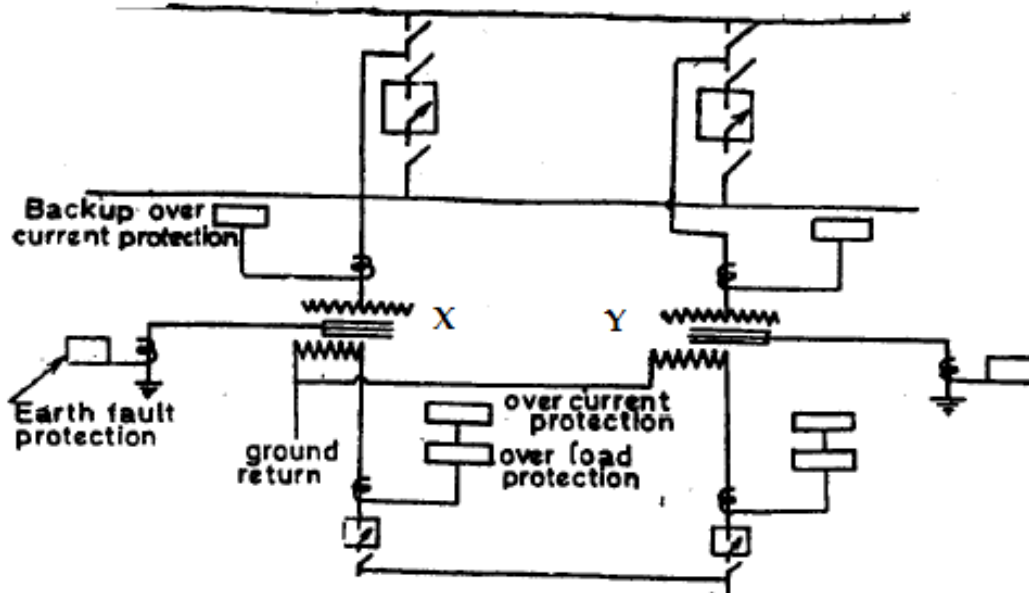 Backup over
current protection
X
Y
Earth fault
protection
over current
protection
ground
return
over load
protection